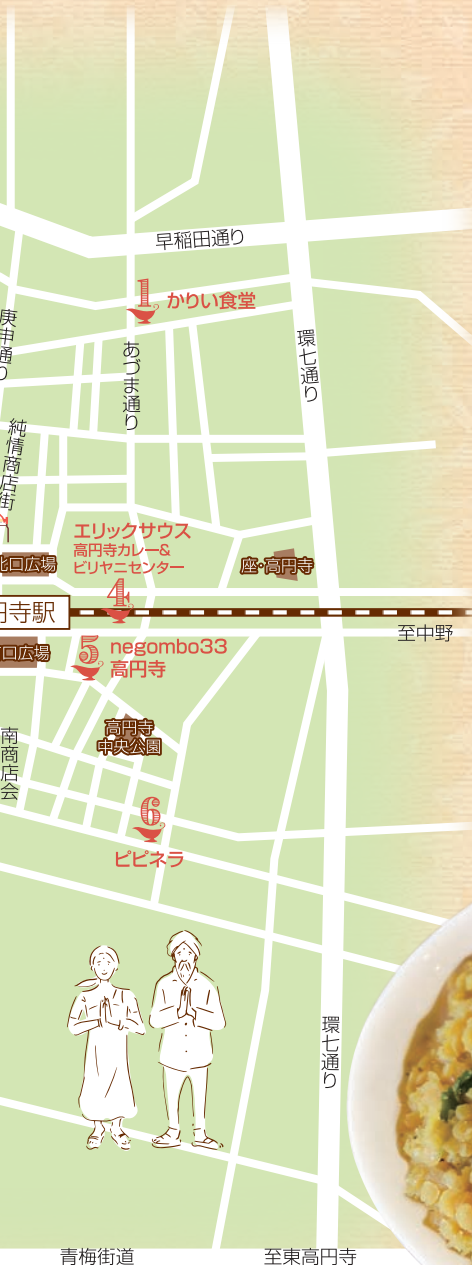 早稲田通り
1 かりい食堂
庚申通り
あづま通り
環七通り
純情商店街
エリックサウス
高円寺カレー&
ビリヤニセンター
4
北口広場
座・高円寺
円寺駅
至中野
口広場
5 negombo33
高円寺
高円寺
中央公園
南商店会
6
ピピネラ
環七通り
青梅街道
至東高円寺